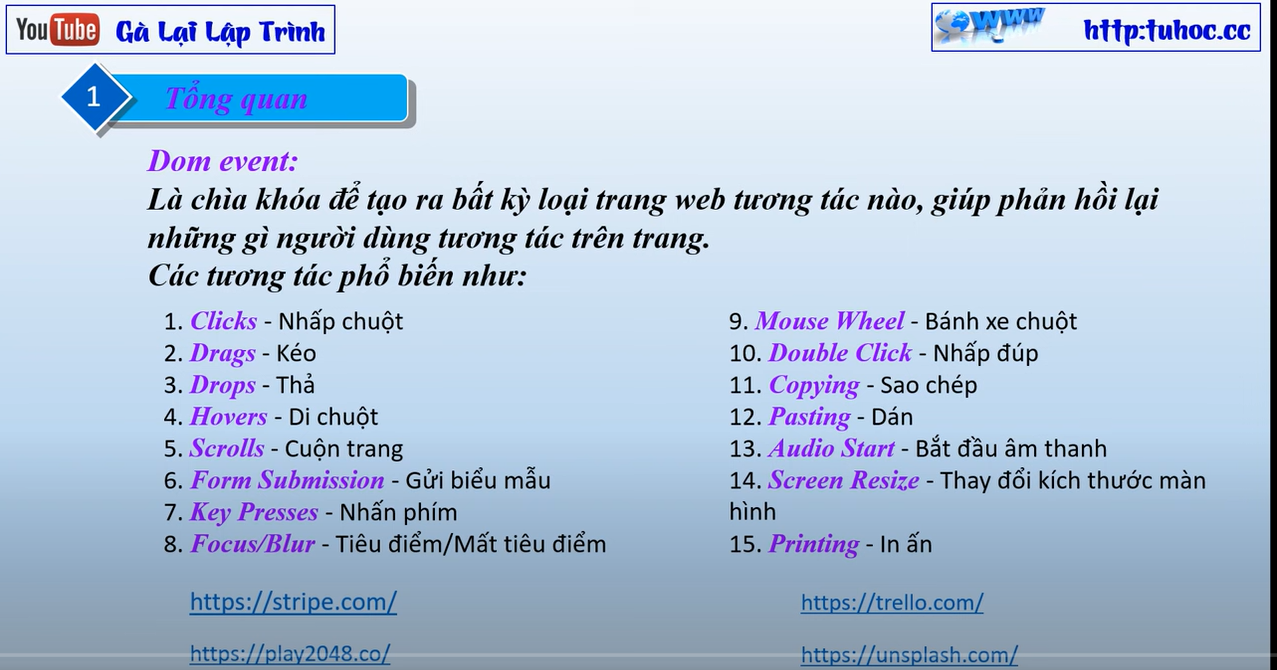 YouTube Gà Lại Lập Trình
WWW http:tuhoc.cc
1 Tổng quan
Dom event:
Là chìa khóa để tạo ra bất kỳ loại trang web tương tác nào, giúp phản hồi lại
những gì người dùng tương tác trên trang.
Các tương tác phổ biến như:
1. Clicks - Nhấp chuột
2. Drags - Kéo
3. Drops - Thả
4. Hovers - Di chuột
5. Scrolls - Cuộn trang
6. Form Submission - Gửi biểu mẫu
7. Key Presses - Nhấn phím
8. Focus/Blur - Tiêu điểm/Mất tiêu điểm
9. Mouse Wheel - Bánh xe chuột
10. Double Click - Nhấp đúp
11. Copying - Sao chép
12. Pasting - Dán
13. Audio Start - Bắt đầu âm thanh
14. Screen Resize - Thay đổi kích thước màn
hình
15. Printing - In ấn
https://stripe.com/
https://trello.com/
https://play2048.co/
https://unsplash.com/